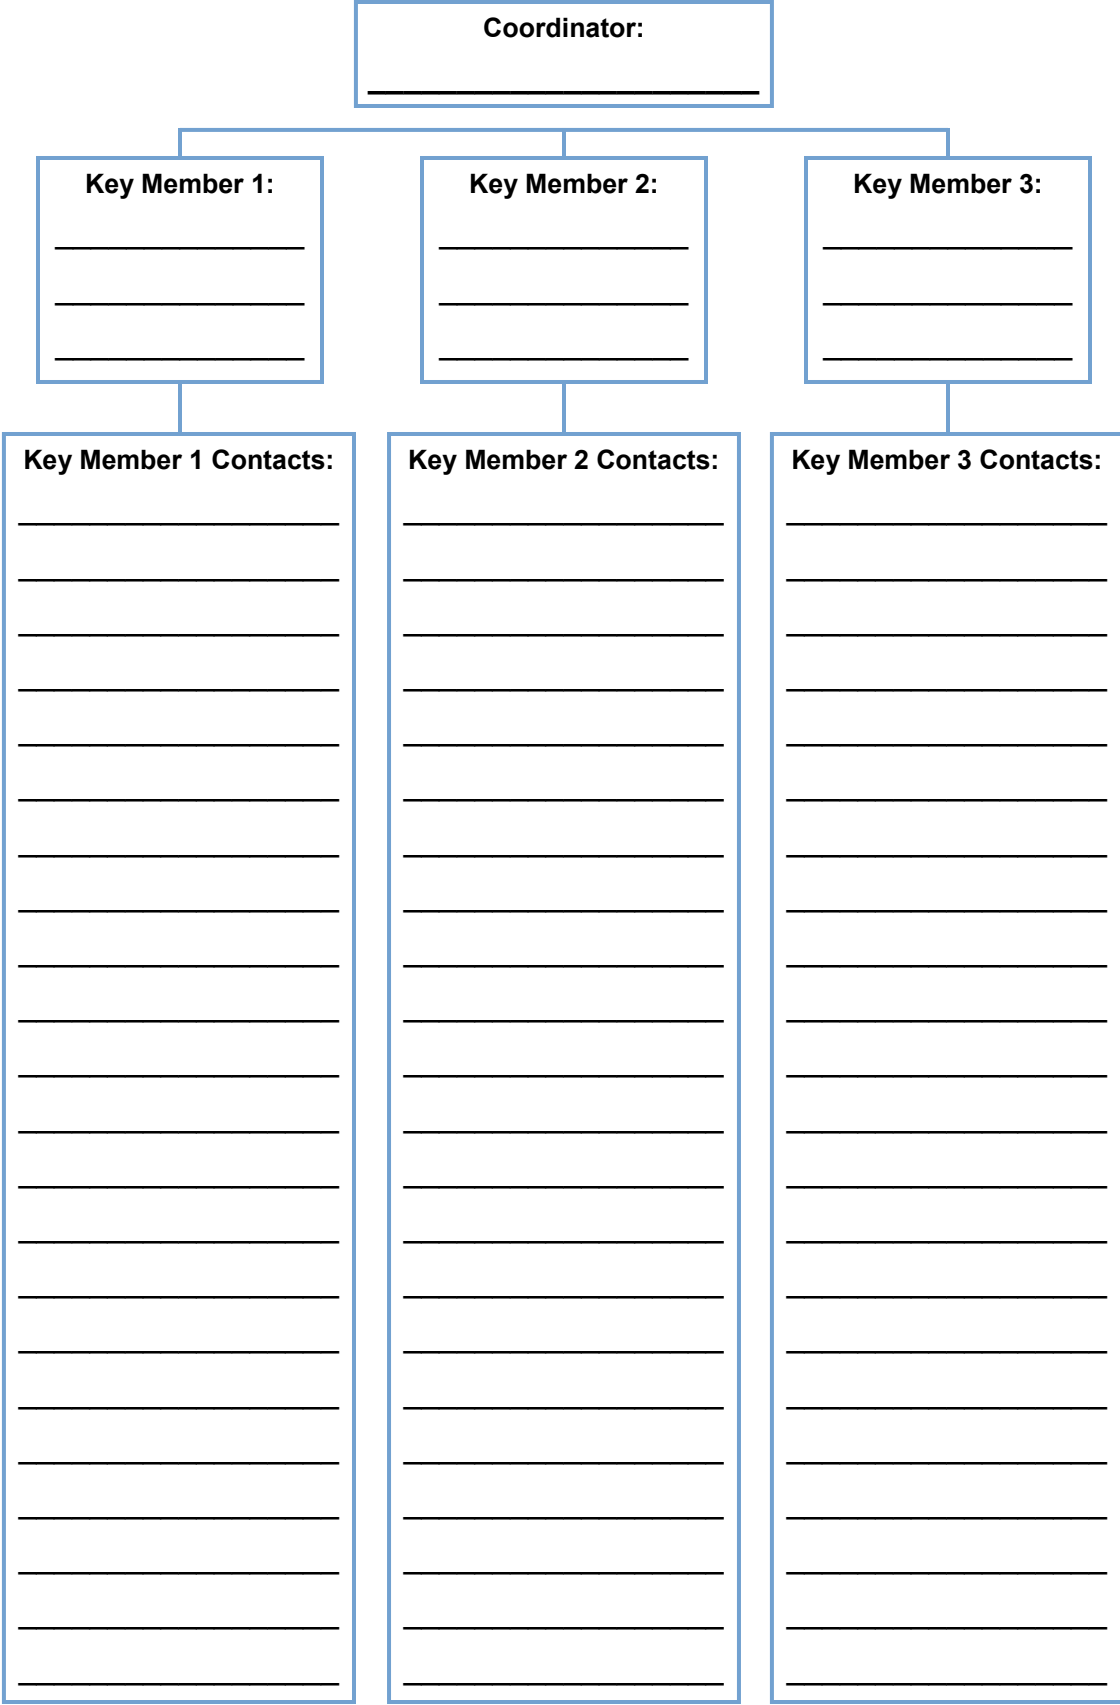 Coordinator:
Key Member 1:
Key Member 2:
Key Member 3:
Key Member 1 Contacts:
Key Member 2 Contacts:
Key Member 3 Contacts: